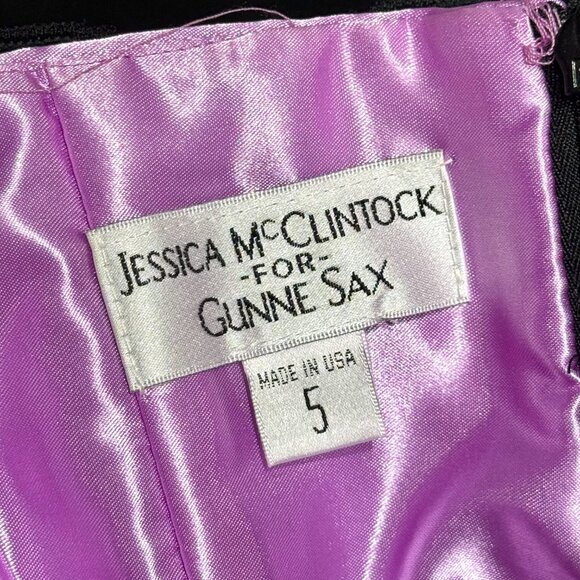 JESSICA MCCLINTOCK
-FOR-
GUNNE SAX
MADE IN USA
5